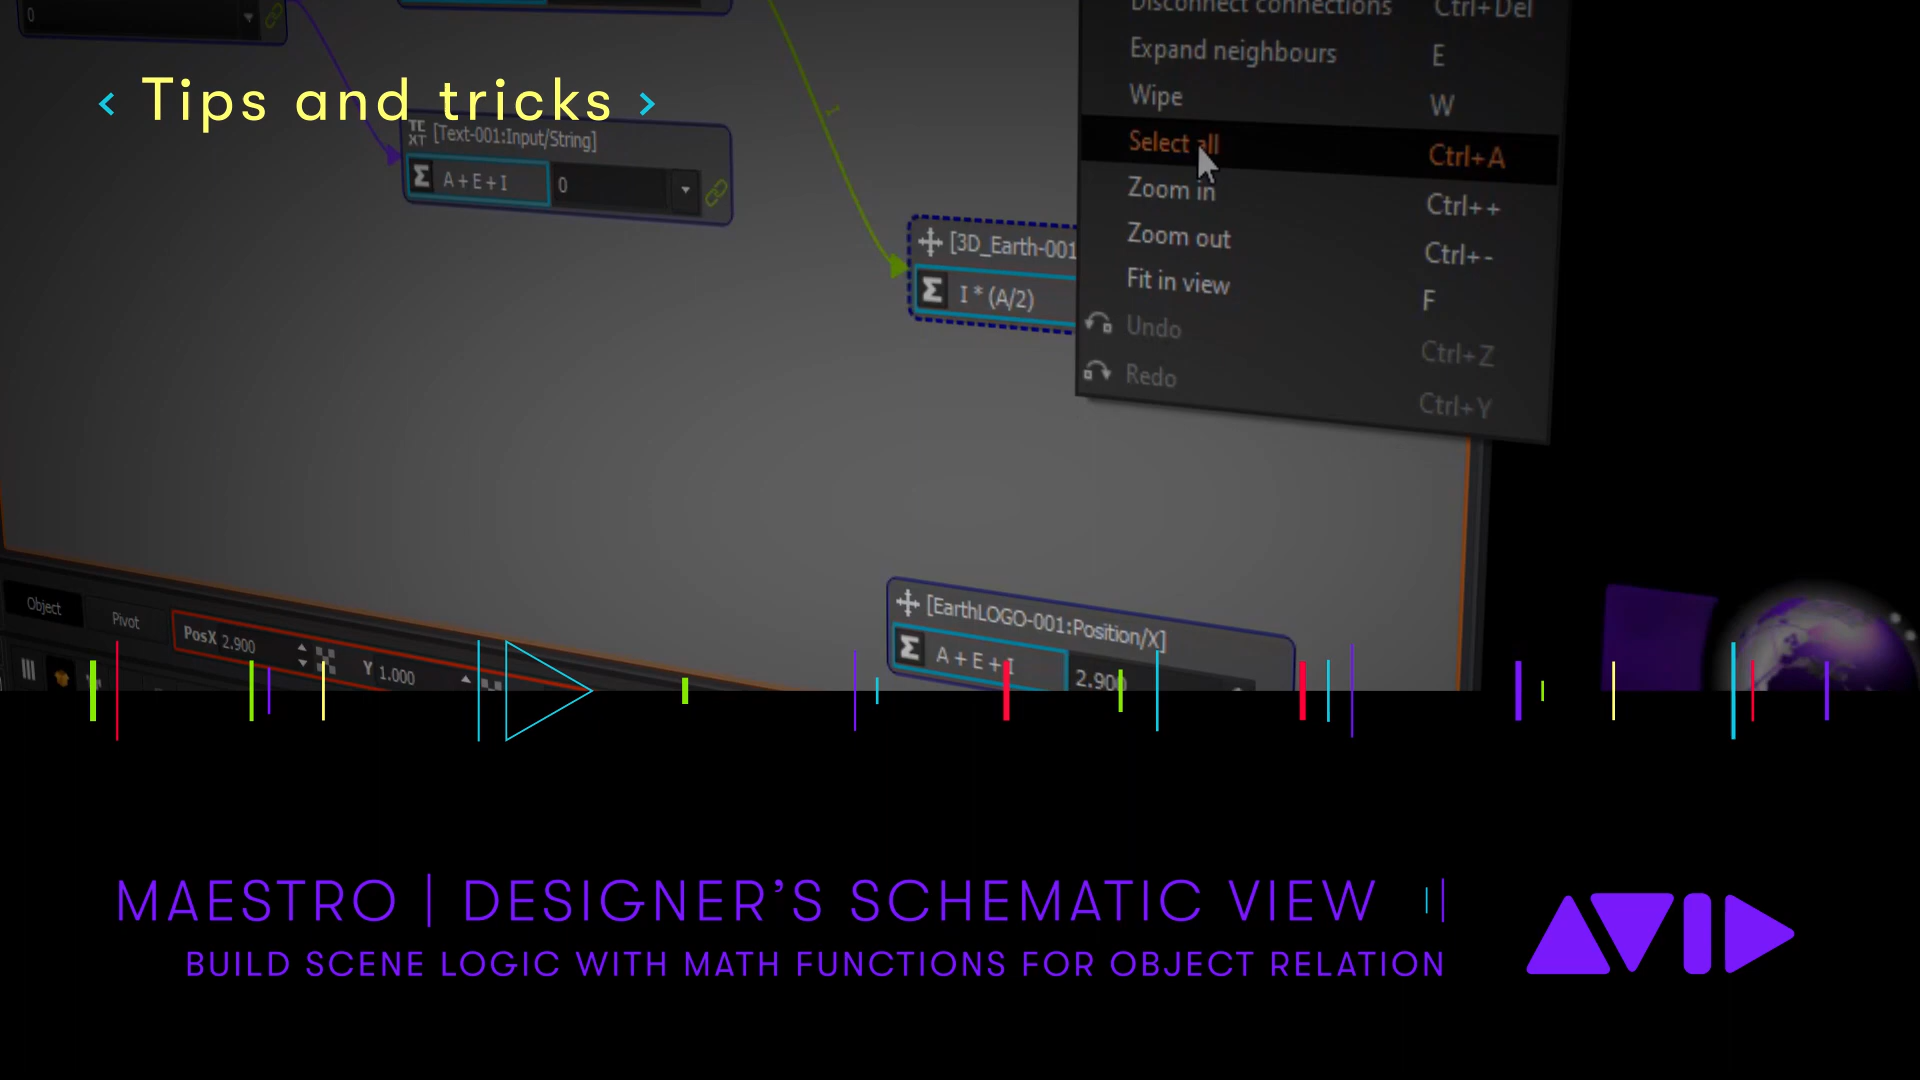 0
Disconnect connections Ctrl+Del
Expand neighbours E
Wipe W
Select all Ctrl+A
Zoom in Ctrl++
Zoom out Ctrl+-
Fit in view F
Undo Ctrl+Z
Redo Ctrl+Y
‹ Tips and tricks ›
TEXT [Text-001:Input/String]
Σ A + E + I 0
[3D_Earth-001
Σ I * (A/2)
I
[EarthLOGO-001:Position/X]
Σ A + E + I 2.900
Object Pivot PosX 2.900 Y 1.000
MAESTRO | DESIGNER'S SCHEMATIC VIEW
BUILD SCENE LOGIC WITH MATH FUNCTIONS FOR OBJECT RELATION
AVID